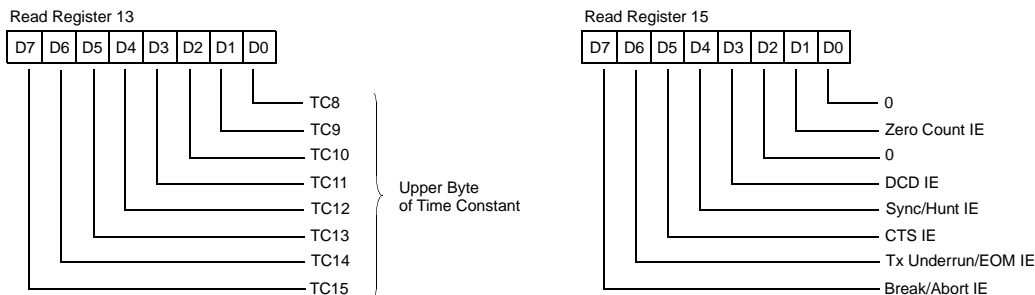 Read Register 13
D7 D6 D5 D4 D3 D2 D1 D0
TC8
TC9
TC10
TC11
TC12
TC13
TC14
TC15
Upper Byte
of Time Constant
Read Register 15
D7 D6 D5 D4 D3 D2 D1 D0
0
Zero Count IE
0
DCD IE
Sync/Hunt IE
CTS IE
Tx Underrun/EOM IE
Break/Abort IE